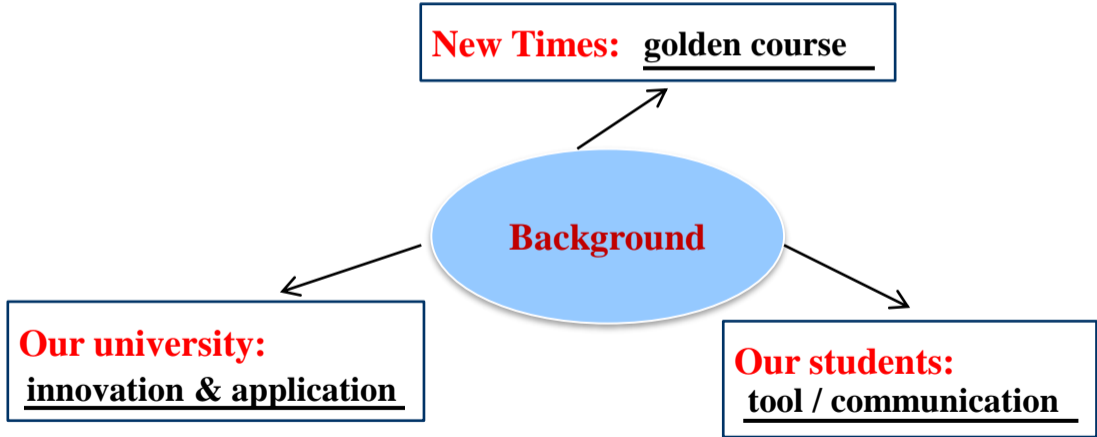 New Times: golden course
Background
Our university:
innovation & application
Our students:
tool / communication